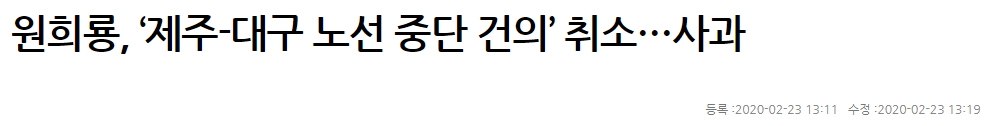 원희룡, ‘제주-대구 노선 중단 건의’ 취소…사과
등록 :2020-02-23 13:11 수정 :2020-02-23 13:19